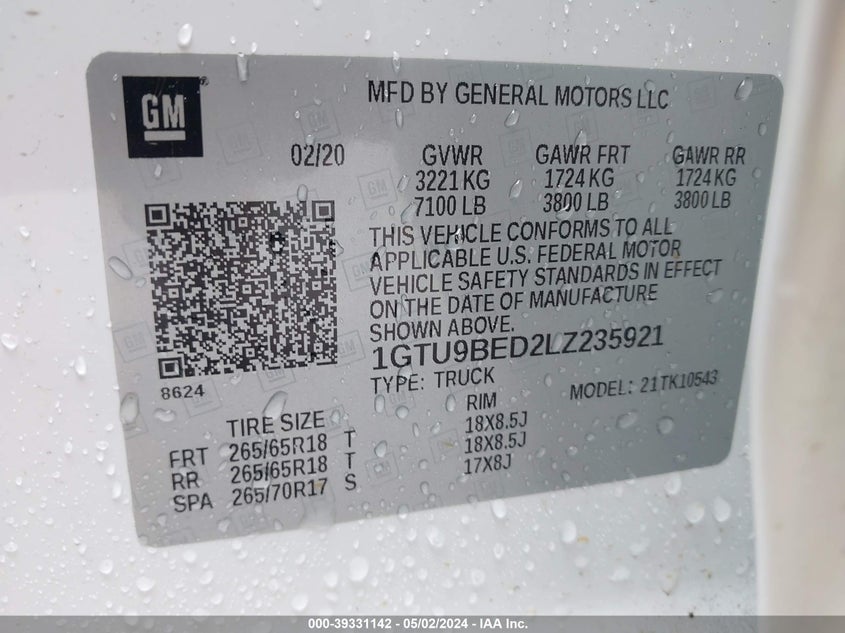 GM
MFD BY GENERAL MOTORS LLC
02/20
GVWR GAWR FRT GAWR RR
3221 KG 1724 KG 1724 KG
7100 LB 3800 LB 3800 LB
THIS VEHICLE CONFORMS TO ALL
APPLICABLE U.S. FEDERAL MOTOR
VEHICLE SAFETY STANDARDS IN EFFECT
ON THE DATE OF MANUFACTURE
SHOWN ABOVE.
1GTU9BED2LZ235921
TYPE: TRUCK MODEL: 21TK10543
8624
TIRE SIZE RIM
FRT 265/65R18 T 18X8.5J
RR 265/65R18 T 18X8.5J
SPA 265/70R17 S 17X8J
000-39331142 - 05/02/2024 - IAA Inc.